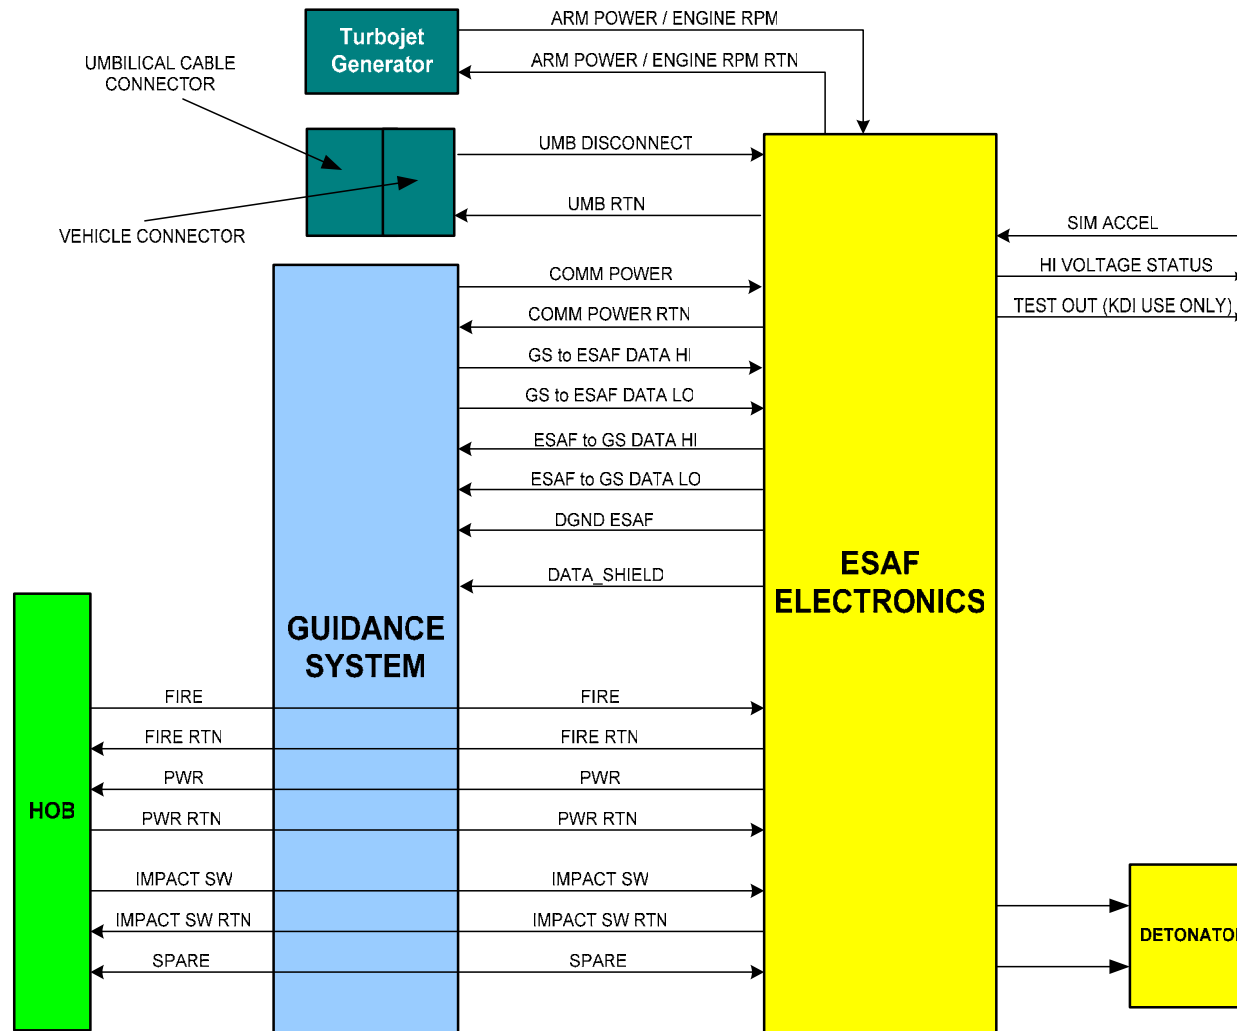 ARM POWER / ENGINE RPM
Turbojet
Generator
ARM POWER / ENGINE RPM RTN
UMBILICAL CABLE
CONNECTOR
UMB DISCONNECT
UMB RTN
VEHICLE CONNECTOR
SIM ACCEL
HI VOLTAGE STATUS
TEST OUT (KDI USE ONLY)
COMM POWER
COMM POWER RTN
GS to ESAF DATA HI
GS to ESAF DATA LO
ESAF to GS DATA HI
ESAF to GS DATA LO
DGND ESAF
DATA_SHIELD
ESAF
ELECTRONICS
GUIDANCE
SYSTEM
FIRE
FIRE
FIRE RTN
FIRE RTN
PWR
PWR
HOB
PWR RTN
PWR RTN
IMPACT SW
IMPACT SW
IMPACT SW RTN
IMPACT SW RTN
SPARE
SPARE
DETONATOR